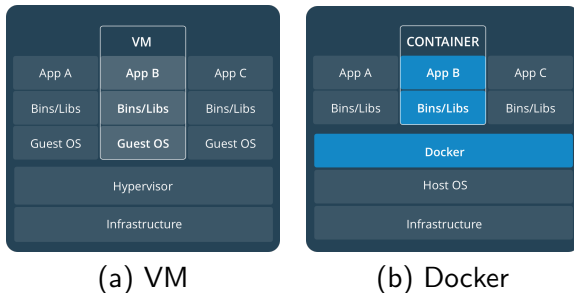 VM
App A App B App C
Bins/Libs Bins/Libs Bins/Libs
Guest OS Guest OS Guest OS
Hypervisor
Infrastructure
(a) VM
CONTAINER
App A App B App C
Bins/Libs Bins/Libs Bins/Libs
Docker
Host OS
Infrastructure
(b) Docker